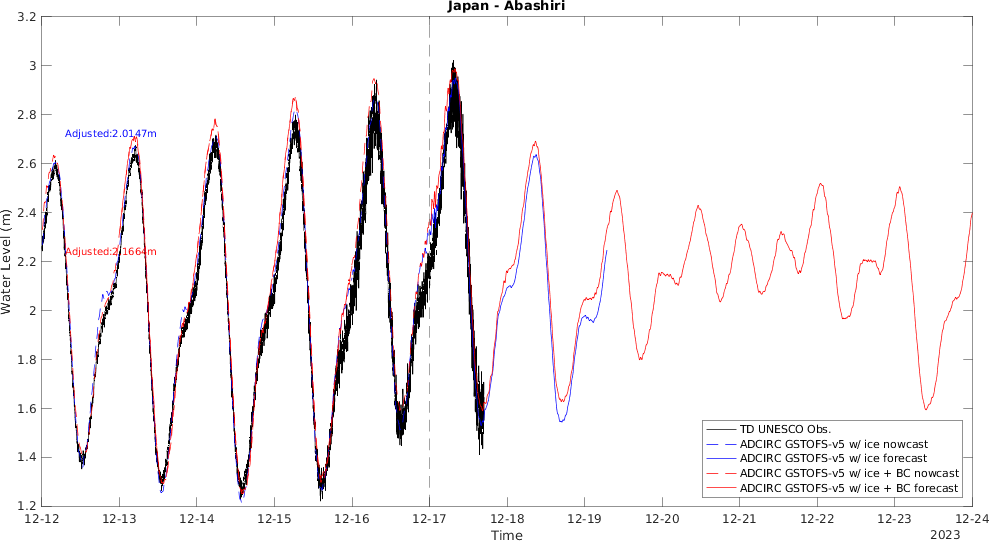 Japan - Abashiri
3.2
3
2.8
2.6
2.4
2.2
2
1.8
1.6
1.4
1.2
Water Level (m)
Adjusted:2.0147m
Adjusted:2.1664m
TD UNESCO Obs.
ADCIRC GSTOFS-v5 w/ ice nowcast
ADCIRC GSTOFS-v5 w/ ice forecast
ADCIRC GSTOFS-v5 w/ ice + BC nowcast
ADCIRC GSTOFS-v5 w/ ice + BC forecast
12-12 12-13 12-14 12-15 12-16 12-17 12-18 12-19 12-20 12-21 12-22 12-23 12-24
Time
2023